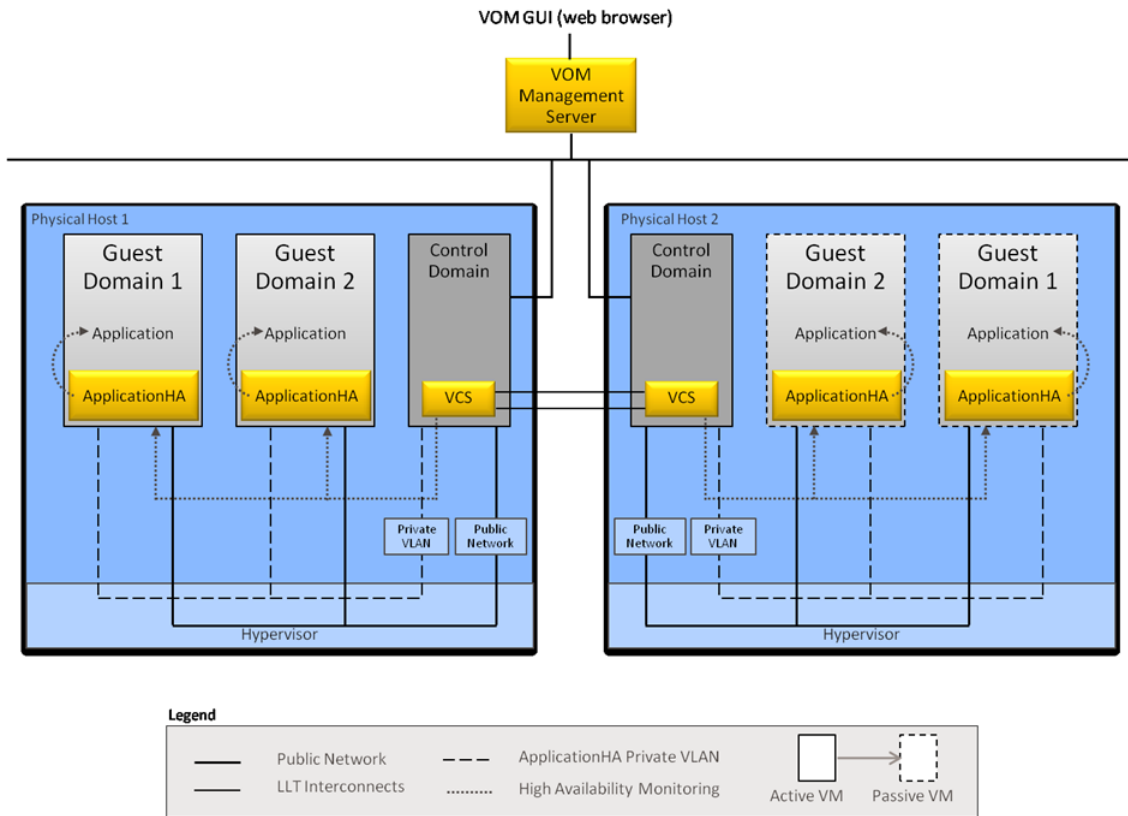 VOM GUI (web browser)
VOM
Management
Server
Physical Host 1
Guest
Domain 1
Application
ApplicationHA
Guest
Domain 2
Application
ApplicationHA
Control
Domain
VCS
Private
VLAN
Public
Network
Hypervisor
Physical Host 2
Control
Domain
VCS
Guest
Domain 2
Application
ApplicationHA
Guest
Domain 1
Application
ApplicationHA
Public
Network
Private
VLAN
Hypervisor
Legend
Public Network
LLT Interconnects
ApplicationHA Private VLAN
High Availability Monitoring
Active VM
Passive VM